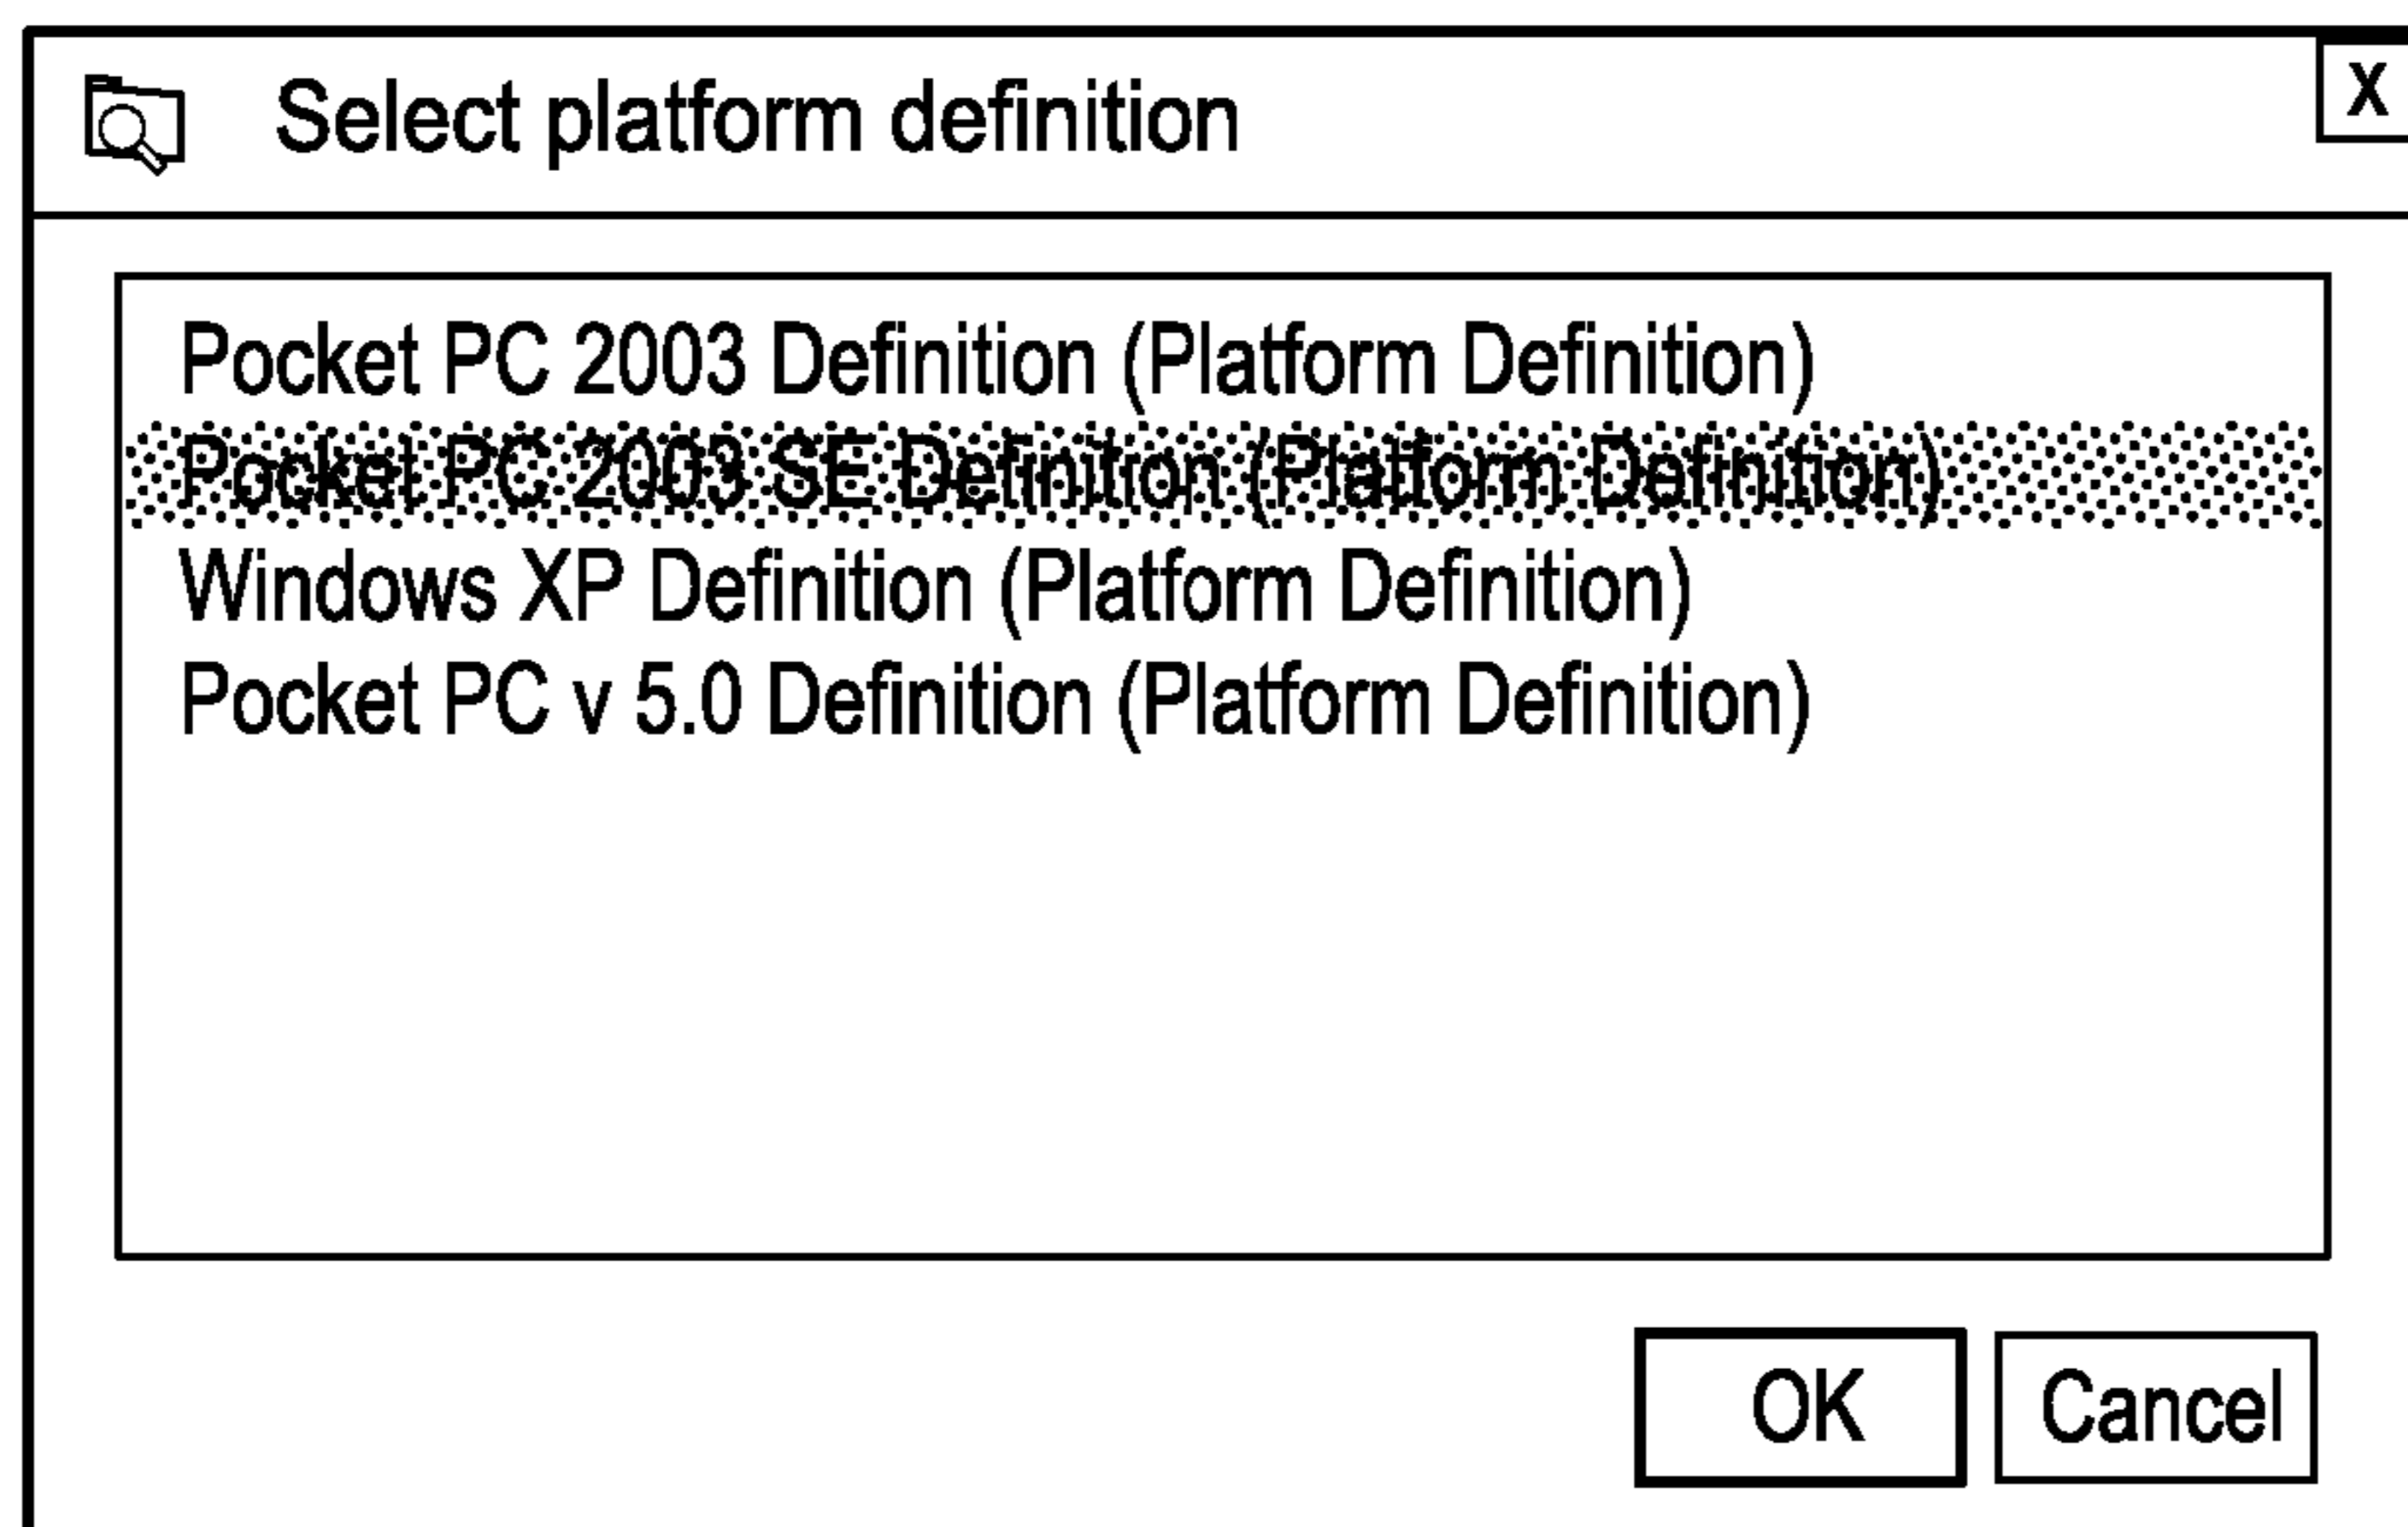 Select platform definition
X
Pocket PC 2003 Definition (Platform Definition)
Pocket PC 2003 SE Definition (Platform Definition)
Windows XP Definition (Platform Definition)
Pocket PC v 5.0 Definition (Platform Definition)
OK
Cancel